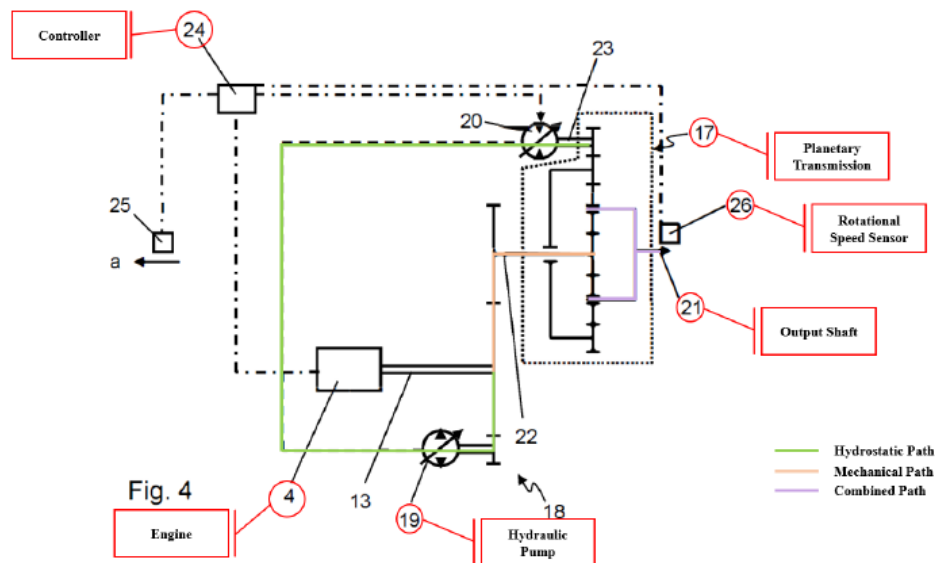 Controller
24
23
20
17
Planetary
Transmission
25
26
Rotational
Speed Sensor
a
21
Output Shaft
4
22
Hydrostatic Path
Mechanical Path
Combined Path
Fig. 4
13
18
Engine
19
Hydraulic
Pump